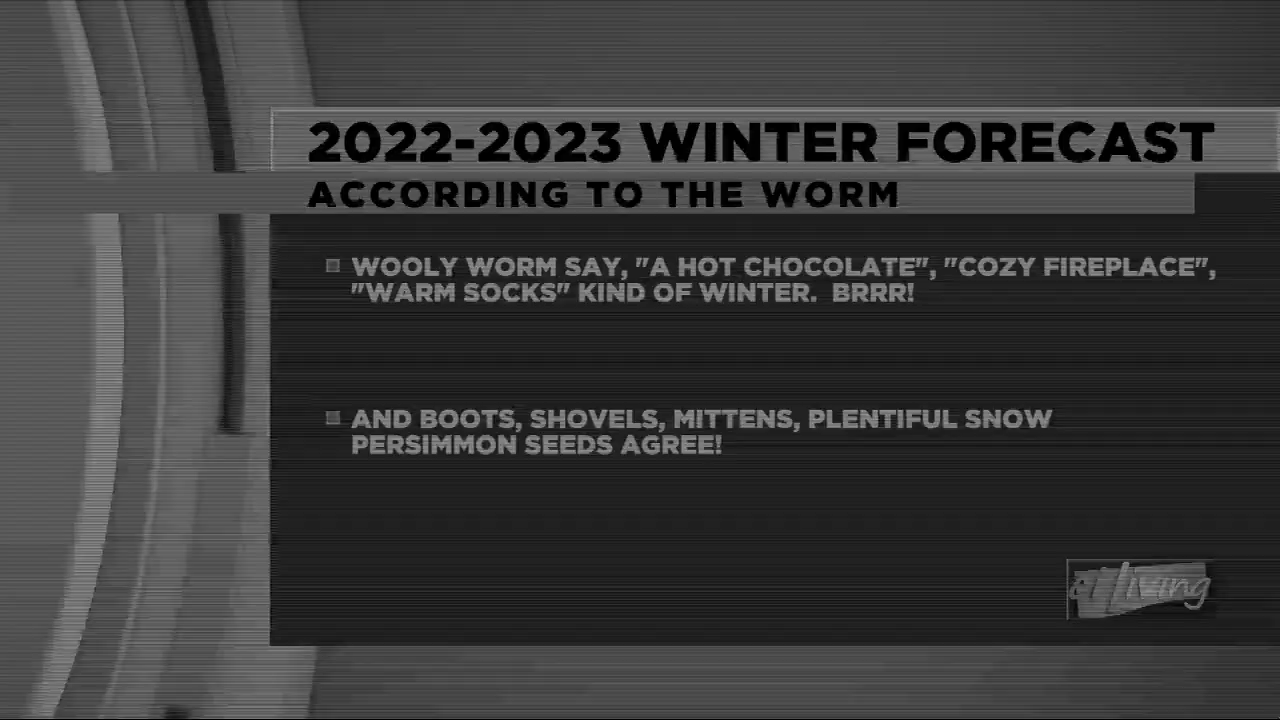 2022-2023 WINTER FORECAST
ACCORDING TO THE WORM
WOOLY WORM SAY, "A HOT CHOCOLATE", "COZY FIREPLACE",
"WARM SOCKS" KIND OF WINTER.  BRRR!
AND BOOTS, SHOVELS, MITTENS, PLENTIFUL SNOW
PERSIMMON SEEDS AGREE!
Living